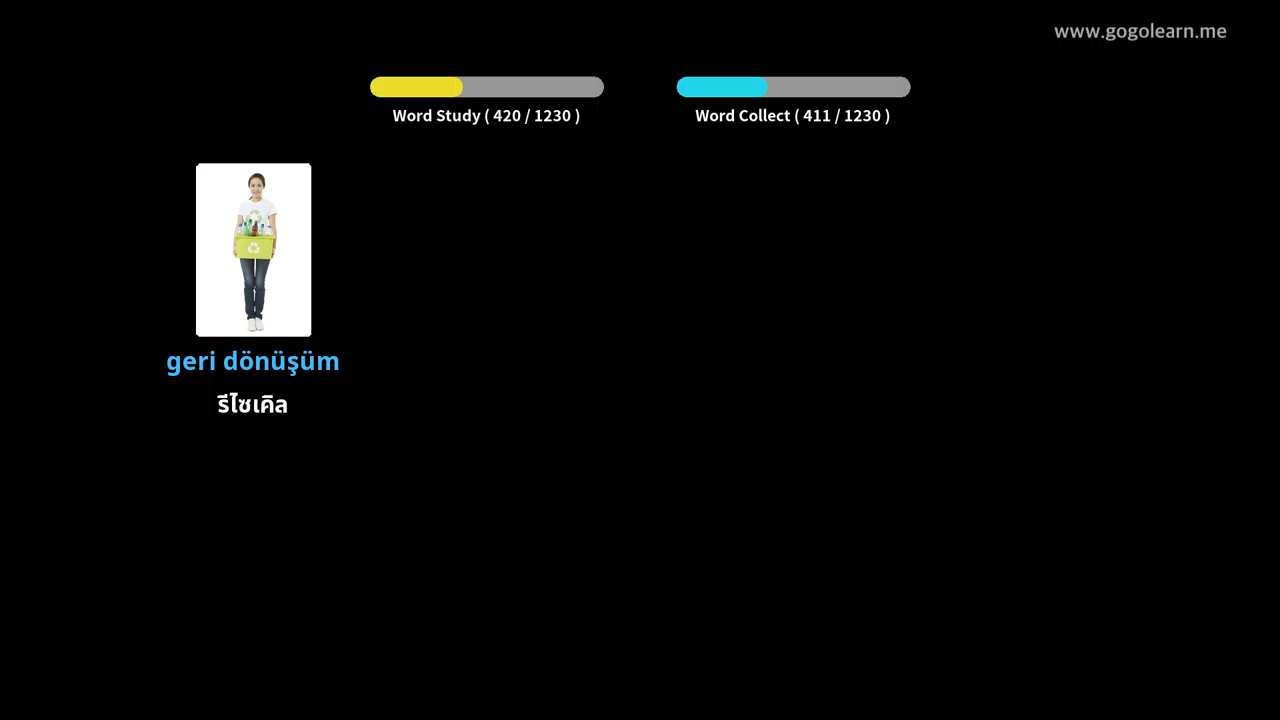 www.gogolearn.me
Word Study ( 420 / 1230 )
Word Collect ( 411 / 1230 )
geri dönüşüm
รีไซเคิล